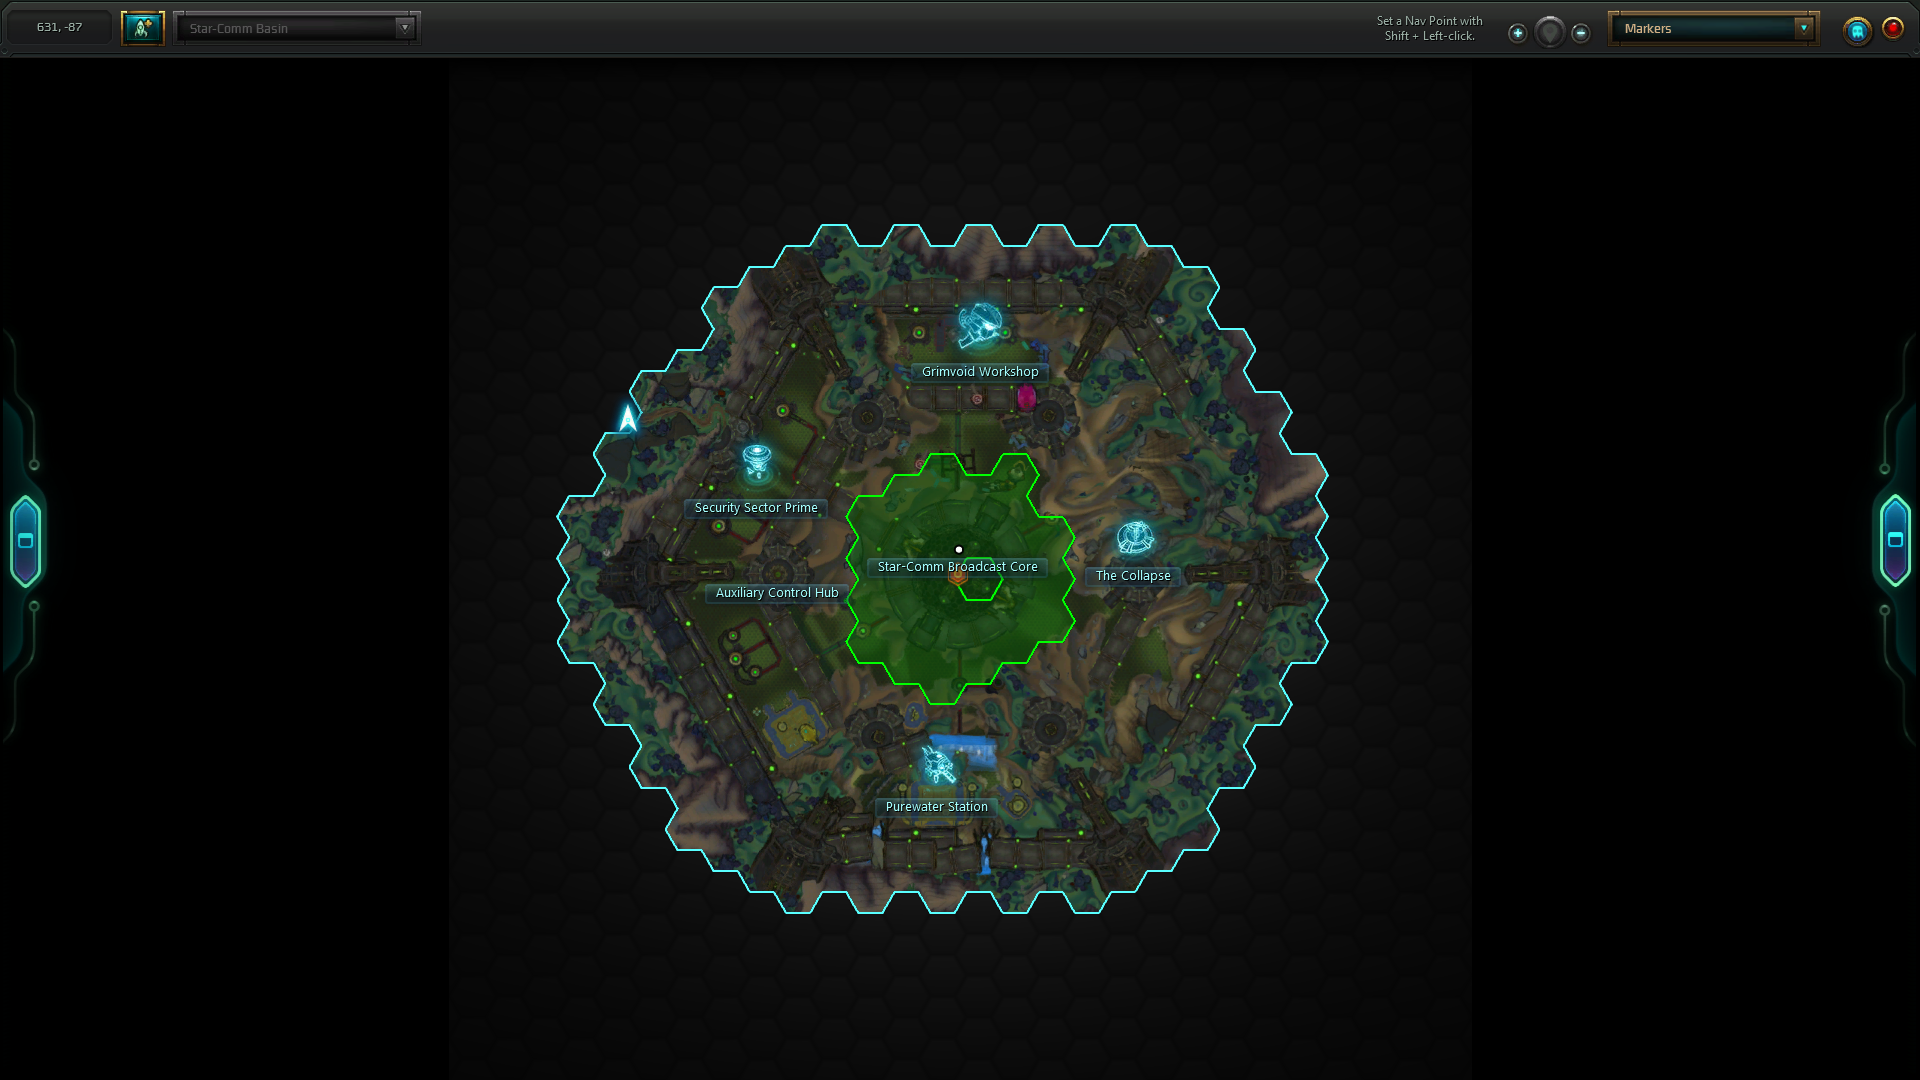 631, -87
Star-Comm Basin
Set a Nav Point with
Shift + Left-click.
Markers
Grimvoid Workshop
Security Sector Prime
Star-Comm Broadcast Core
The Collapse
Auxiliary Control Hub
Purewater Station